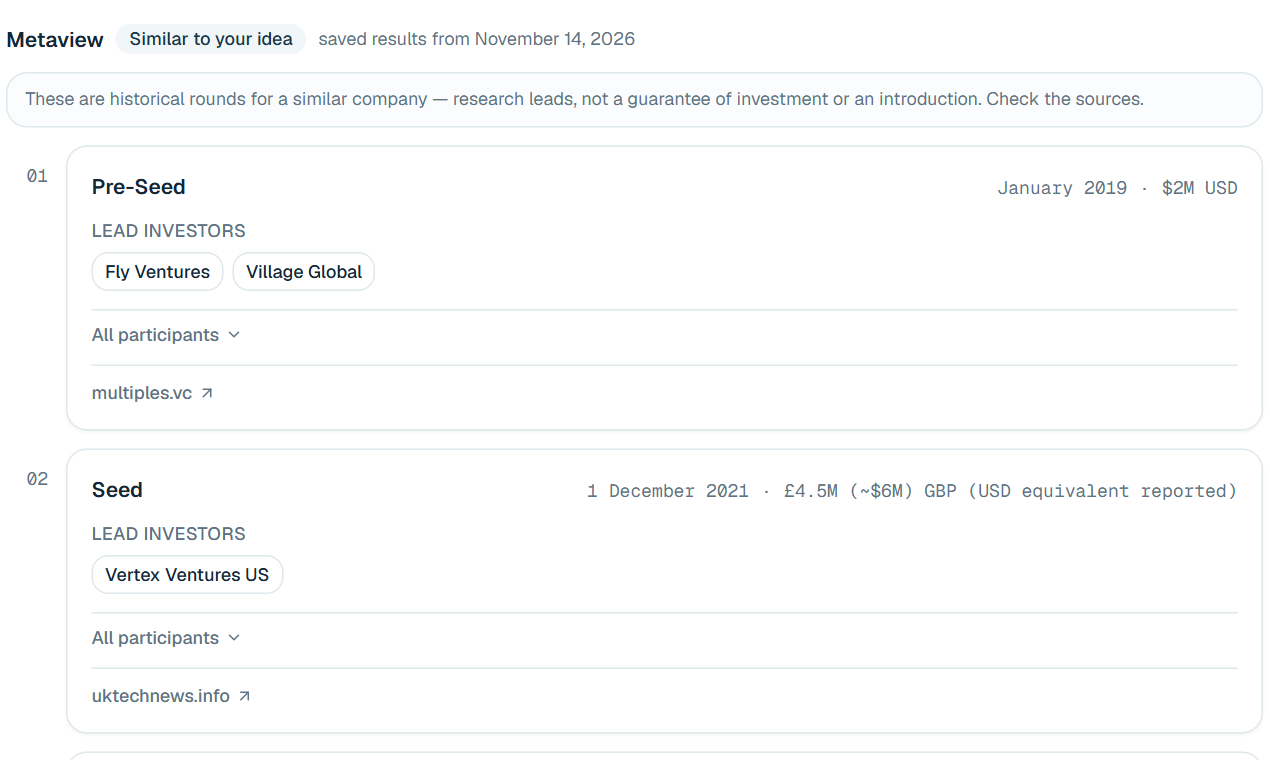 Metaview Similar to your idea saved results from November 14, 2026
These are historical rounds for a similar company — research leads, not a guarantee of investment or an introduction. Check the sources.
01
Pre-Seed January 2019 · $2M USD
LEAD INVESTORS
Fly Ventures Village Global
All participants
multiples.vc ↗
02
Seed 1 December 2021 · £4.5M (~$6M) GBP (USD equivalent reported)
LEAD INVESTORS
Vertex Ventures US
All participants
uktechnews.info ↗